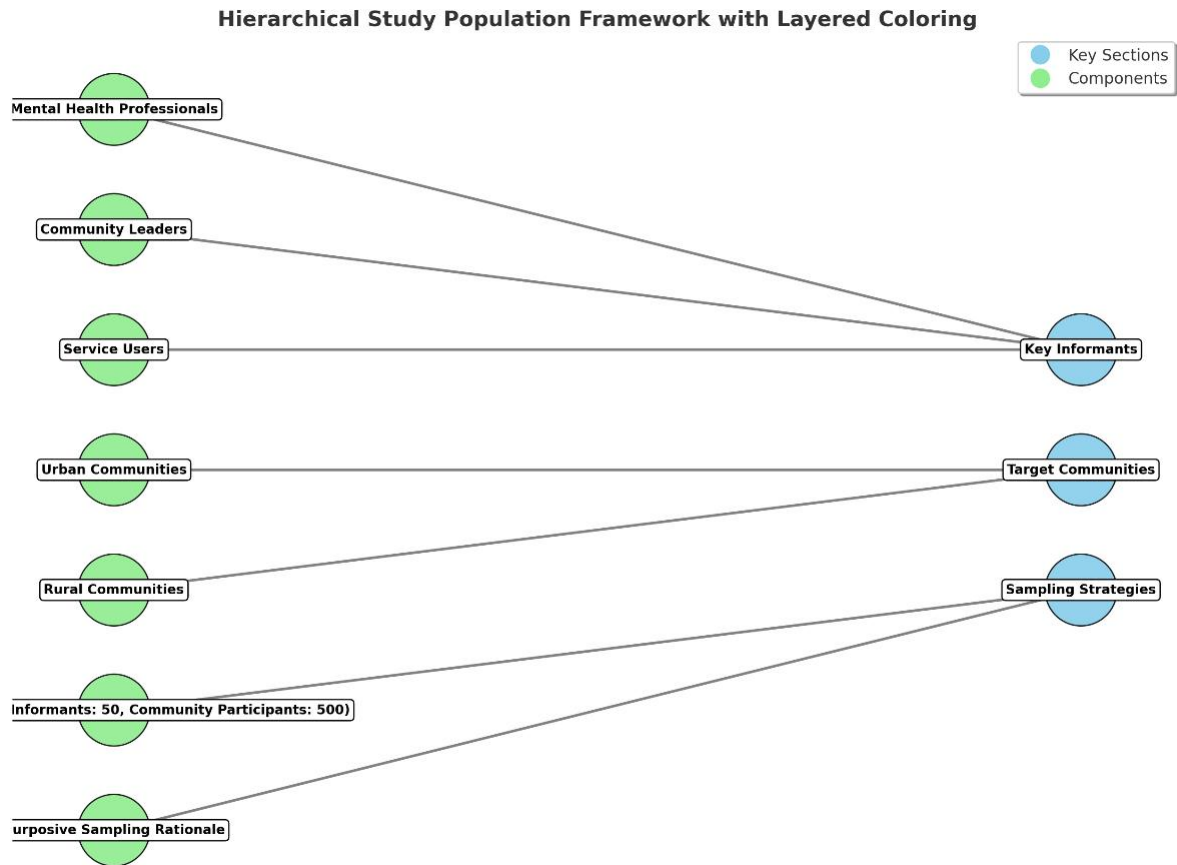 Hierarchical Study Population Framework with Layered Coloring
Key Sections
Components
Mental Health Professionals
Community Leaders
Service Users
Key Informants
Urban Communities
Target Communities
Rural Communities
Sampling Strategies
Informants: 50, Community Participants: 500)
urposive Sampling Rationale